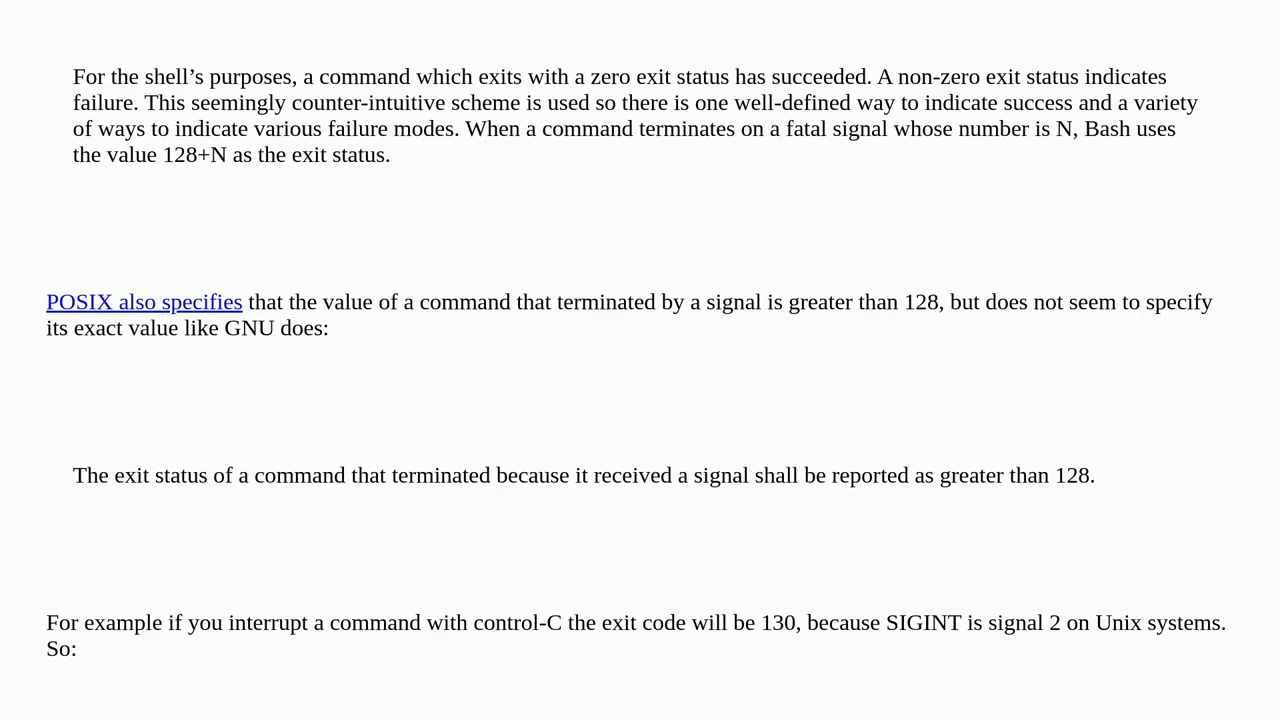 For the shell’s purposes, a command which exits with a zero exit status has succeeded. A non-zero exit status indicates
failure. This seemingly counter-intuitive scheme is used so there is one well-defined way to indicate success and a variety
of ways to indicate various failure modes. When a command terminates on a fatal signal whose number is N, Bash uses
the value 128+N as the exit status.
POSIX also specifies that the value of a command that terminated by a signal is greater than 128, but does not seem to specify
its exact value like GNU does:
The exit status of a command that terminated because it received a signal shall be reported as greater than 128.
For example if you interrupt a command with control-C the exit code will be 130, because SIGINT is signal 2 on Unix systems.
So: